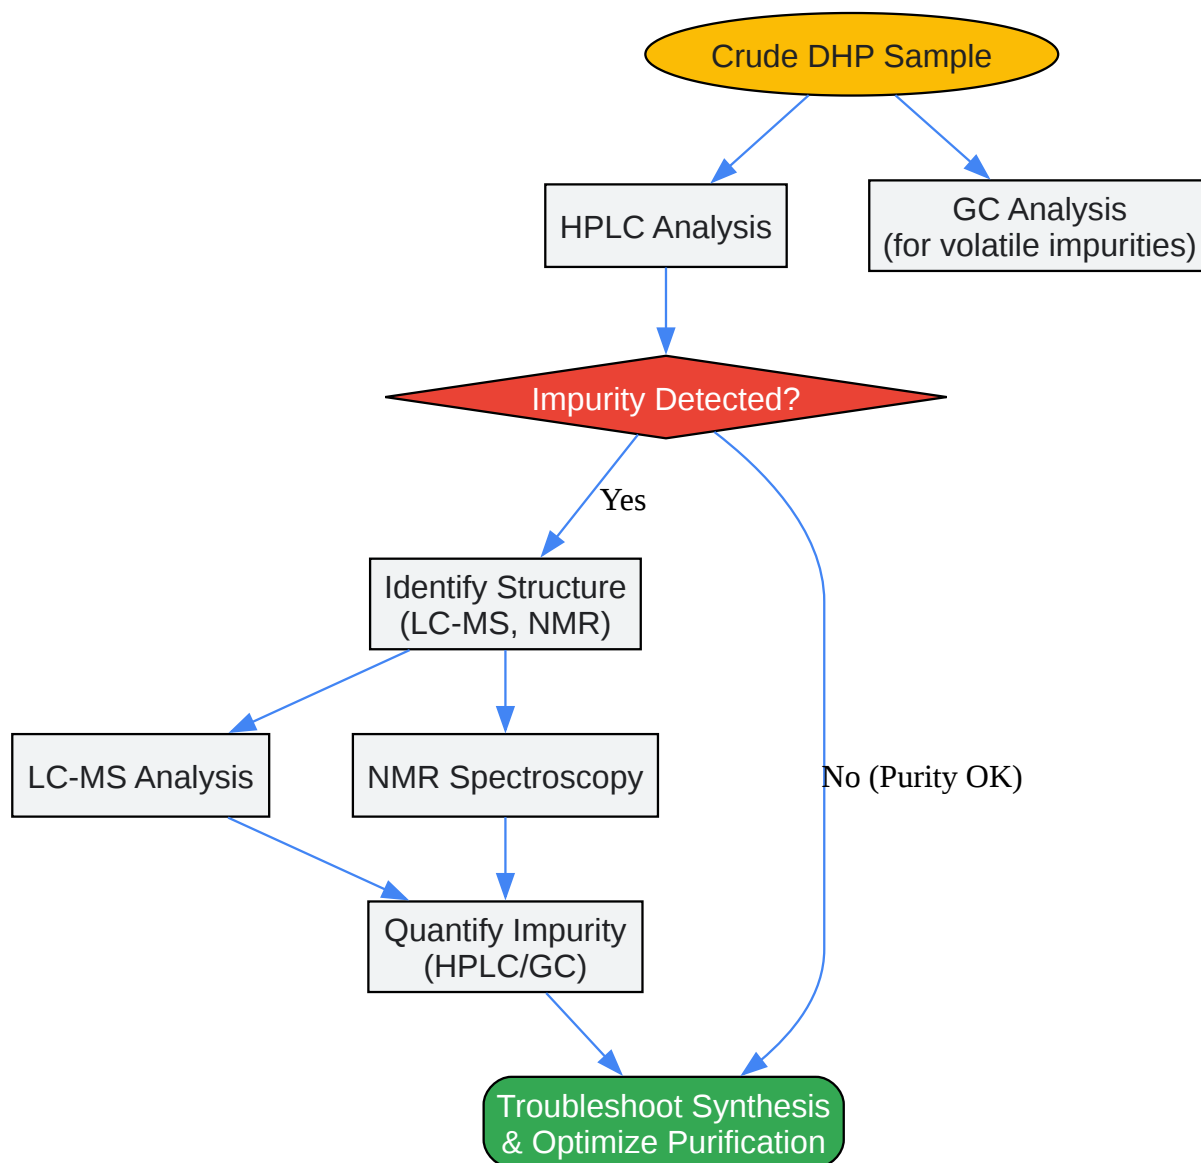 Crude DHP Sample
HPLC Analysis
GC Analysis
(for volatile impurities)
Impurity Detected?
Yes
Identify Structure
(LC-MS, NMR)
LC-MS Analysis
NMR Spectroscopy
No (Purity OK)
Quantify Impurity
(HPLC/GC)
Troubleshoot Synthesis
& Optimize Purification